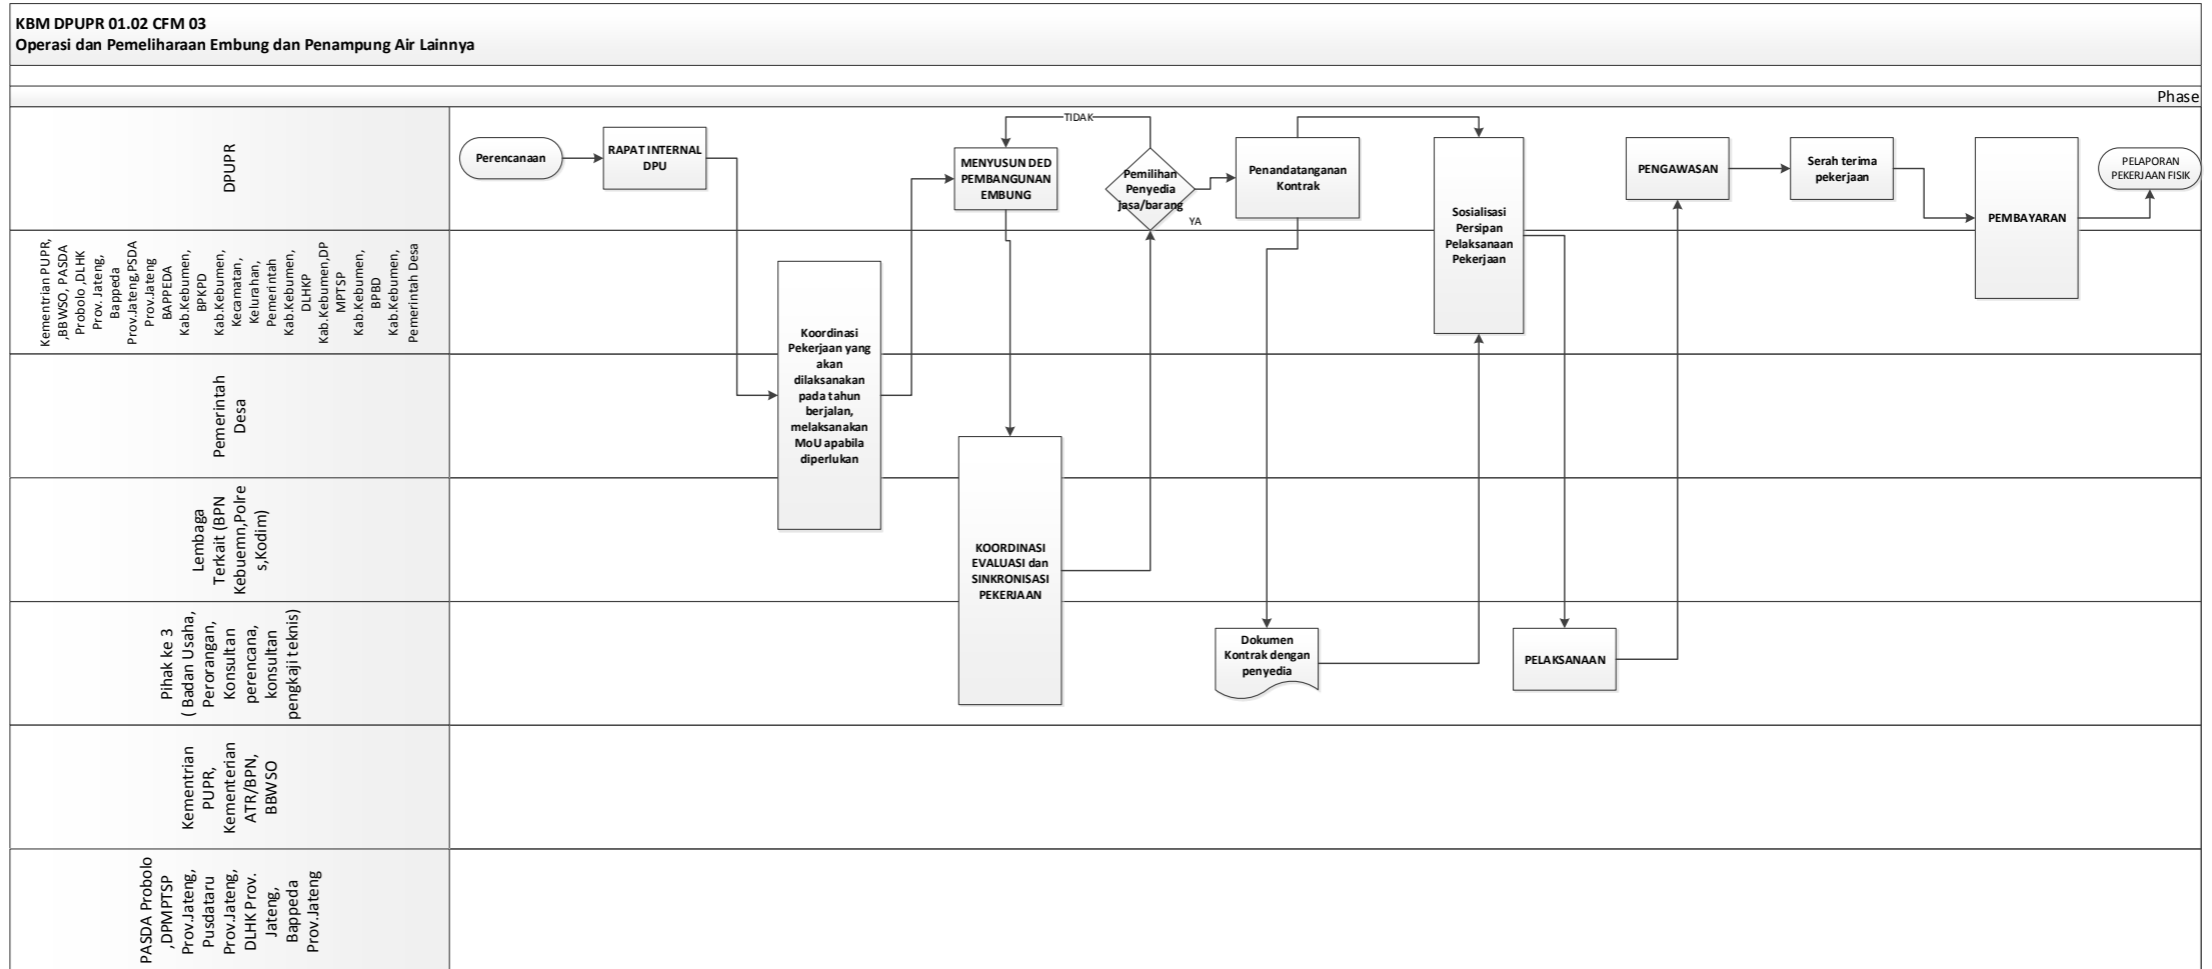 KBM DPUPR 01.02 CFM 03
Operasi dan Pemeliharaan Embung dan Penampung Air Lainnya
Phase
DPUPR
Perencanaan
RAPAT INTERNAL
DPU
MENYUSUN DED
PEMBANGUNAN
EMBUNG
TIDAK
Pemilihan
Penyedia
jasa/barang
YA
Penandatanganan
Kontrak
Sosialisasi
Persipan
Pelaksanaan
Pekerjaan
PENGAWASAN
Serah terima
pekerjaan
PEMBAYARAN
PELAPORAN
PEKERJAAN FISIK
Kementrian PUPR,
,BBWSO, PASDA
Probolo ,DLHK
Prov. Jateng,
Bappeda
Prov.Jateng,PSDA
Prov.Jateng
BAPPEDA
Kab.Kebumen,
BPKPD
Kab.Kebumen,
Kecamatan,
Kelurahan,
Pemerintah
Kab.Kebumen,
DLHKP
Kab.Kebumen,DP
MPTSP
Kab.Kebumen,
BPBD
Kab.Kebumen,
Pemerintah Desa
Koordinasi
Pekerjaan yang
akan
dilaksanakan
pada tahun
berjalan,
melaksanakan
MoU apabila
diperlukan
Pemerintah
Desa
Lembaga
Terkait (BPN
Kebuemn,Polre
s,Kodim)
KOORDINASI
EVALUASI dan
SINKRONISASI
PEKERJAAN
Pihak ke 3
( Badan Usaha,
Perorangan,
Konsultan
perencana,
konsultan
pengkaji teknis)
Dokumen
Kontrak dengan
penyedia
PELAKSANAAN
Kementrian
PUPR,
Kementerian
ATR/BPN,
BBWSO
PASDA Probolo
,DPMPTSP
Prov.Jateng,
Pusdataru
Prov.Jateng,
DLHK Prov.
Jateng,
Bappeda
Prov.Jateng